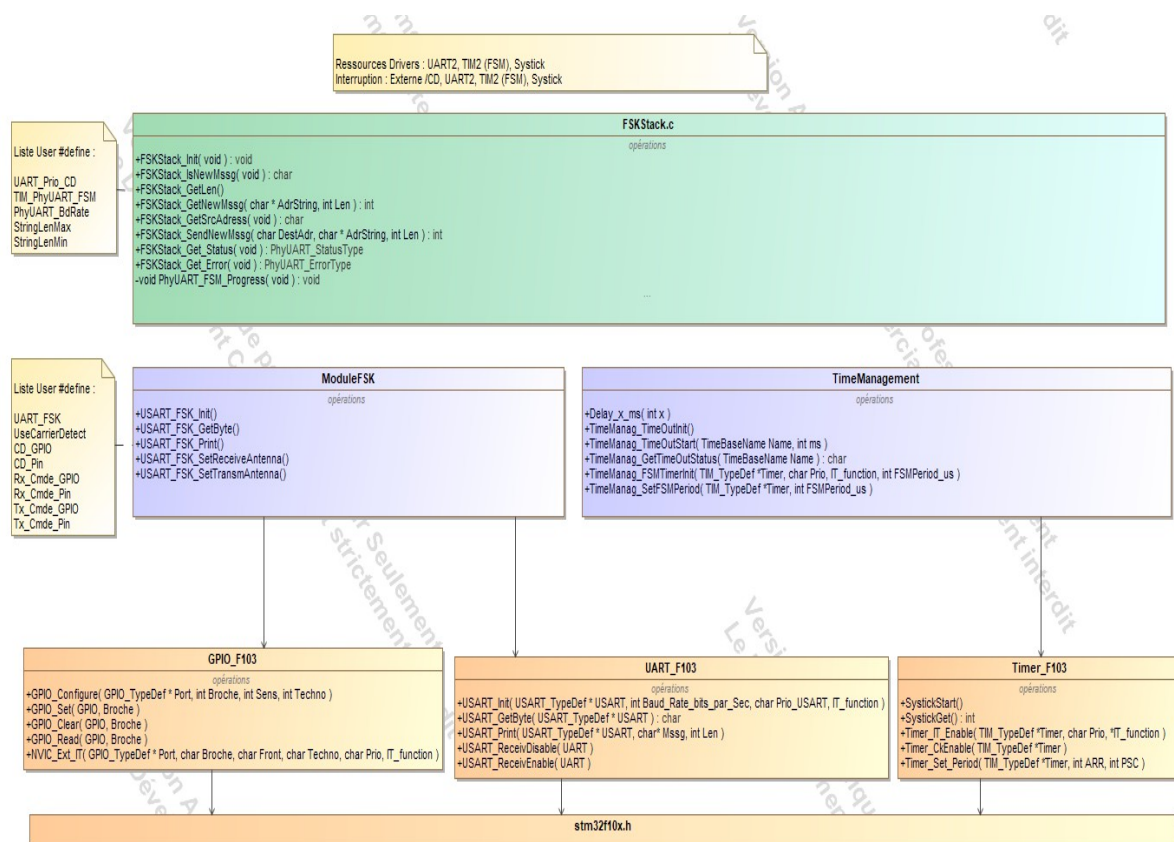 Ressources Drivers : UART2, TIM2 (FSM), Systick
Interruption : Externe /CD, UART2, TIM2 (FSM), Systick
Liste User #define :
UART_Prio_CD
TIM_PhyUART_FSM
PhyUART_BdRate
StringLenMax
StringLenMin
FSKStack.c
opérations
+FSKStack_Init( void ) : void
+FSKStack_IsNewMssg( void ) : char
+FSKStack_GetLen()
+FSKStack_GetNewMssg( char * AdrString, int Len ) : int
+FSKStack_GetSrcAdress( void ) : char
+FSKStack_SendNewMssg( char DestAdr, char * AdrString, int Len ) : int
+FSKStack_Get_Status( void ) : PhyUART_StatusType
+FSKStack_Get_Error( void ) : PhyUART_ErrorType
-void PhyUART_FSM_Progress( void ) : void
...
Liste User #define :
UART_FSK
UseCarrierDetect
CD_GPIO
CD_Pin
Rx_Cmde_GPIO
Rx_Cmde_Pin
Tx_Cmde_GPIO
Tx_Cmde_Pin
ModuleFSK
opérations
+USART_FSK_Init()
+USART_FSK_GetByte()
+USART_FSK_Print()
+USART_FSK_SetReceiveAntenna()
+USART_FSK_SetTransmAntenna()
TimeManagement
opérations
+Delay_x_ms( int x )
+TimeManag_TimeOutInit()
+TimeManag_TimeOutStart( TimeBaseName Name, int ms )
+TimeManag_GetTimeOutStatus( TimeBaseName Name ) : char
+TimeManag_FSMTimerInit( TIM_TypeDef *Timer, char Prio, IT_function, int FSMPeriod_us )
+TimeManag_SetFSMPeriod( TIM_TypeDef *Timer, int FSMPeriod_us )
GPIO_F103
opérations
+GPIO_Configure( GPIO_TypeDef * Port, int Broche, int Sens, int Techno )
+GPIO_Set( GPIO, Broche )
+GPIO_Clear( GPIO, Broche )
+GPIO_Read( GPIO, Broche )
+NVIC_Ext_IT( GPIO_TypeDef * Port, char Broche, char Front, char Techno, char Prio, IT_function )
UART_F103
opérations
+USART_Init( USART_TypeDef * USART, int Baud_Rate_bits_par_Sec, char Prio_USART, IT_function )
+USART_GetByte( USART_TypeDef * USART ) : char
+USART_Print( USART_TypeDef * USART, char* Mssg, int Len )
+USART_ReceivDisable( UART )
+USART_ReceivEnable( UART )
Timer_F103
opérations
+SystickStart()
+SystickGet() : int
+Timer_IT_Enable( TIM_TypeDef *Timer, char Prio, *IT_function )
+Timer_CkEnable( TIM_TypeDef *Timer )
+Timer_Set_Period( TIM_TypeDef *Timer, int ARR, int PSC )
stm32f10x.h